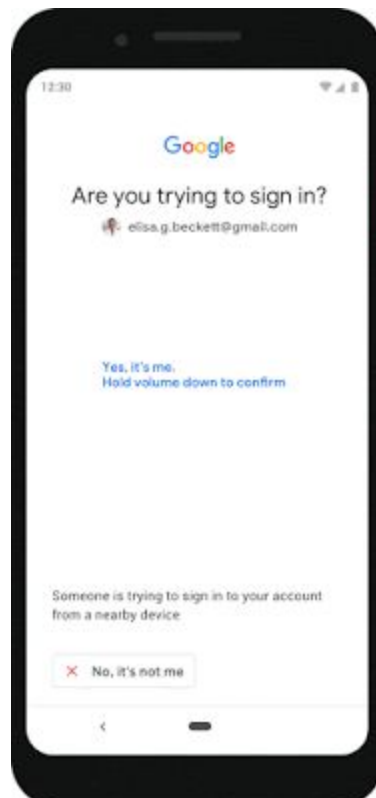 12:30
Google
Are you trying to sign in?
elisa.g.beckett@gmail.com
Yes, it's me.
Hold volume down to confirm
Someone is trying to sign in to your account
from a nearby device
No, it's not me